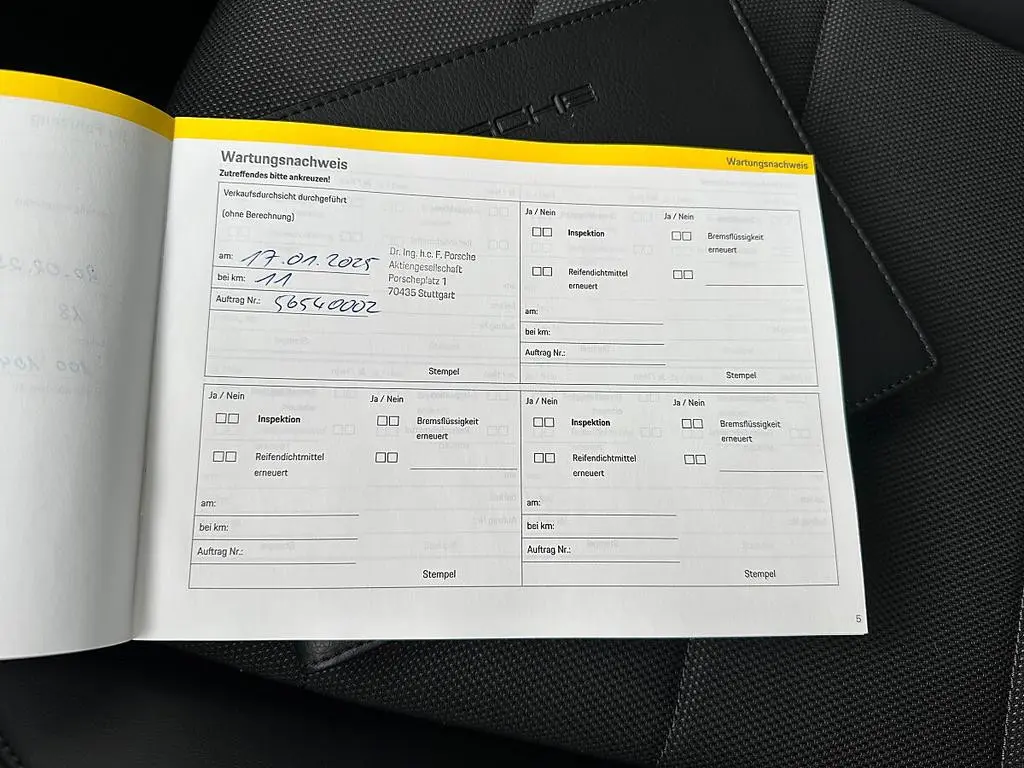 Wartungsnachweis
Wartungsnachweis
Zutreffendes bitte ankreuzen!
Verkaufsdurchsicht durchgeführt
(ohne Berechnung)
am: 17.01.2025
bei km: 11
Auftrag Nr.: 56540002
Dr. Ing. h.c. F. Porsche
Aktiengesellschaft
Porscheplatz 1
70435 Stuttgart
Stempel
Ja / Nein Ja / Nein
Inspektion Bremsflüssigkeit
erneuert
Reifendichtmittel
erneuert
am:
bei km:
Auftrag Nr.:
Stempel
Ja / Nein Ja / Nein
Inspektion Bremsflüssigkeit
erneuert
Reifendichtmittel
erneuert
am:
bei km:
Auftrag Nr.:
Stempel
Ja / Nein Ja / Nein
Inspektion Bremsflüssigkeit
erneuert
Reifendichtmittel
erneuert
am:
bei km:
Auftrag Nr.:
Stempel
5